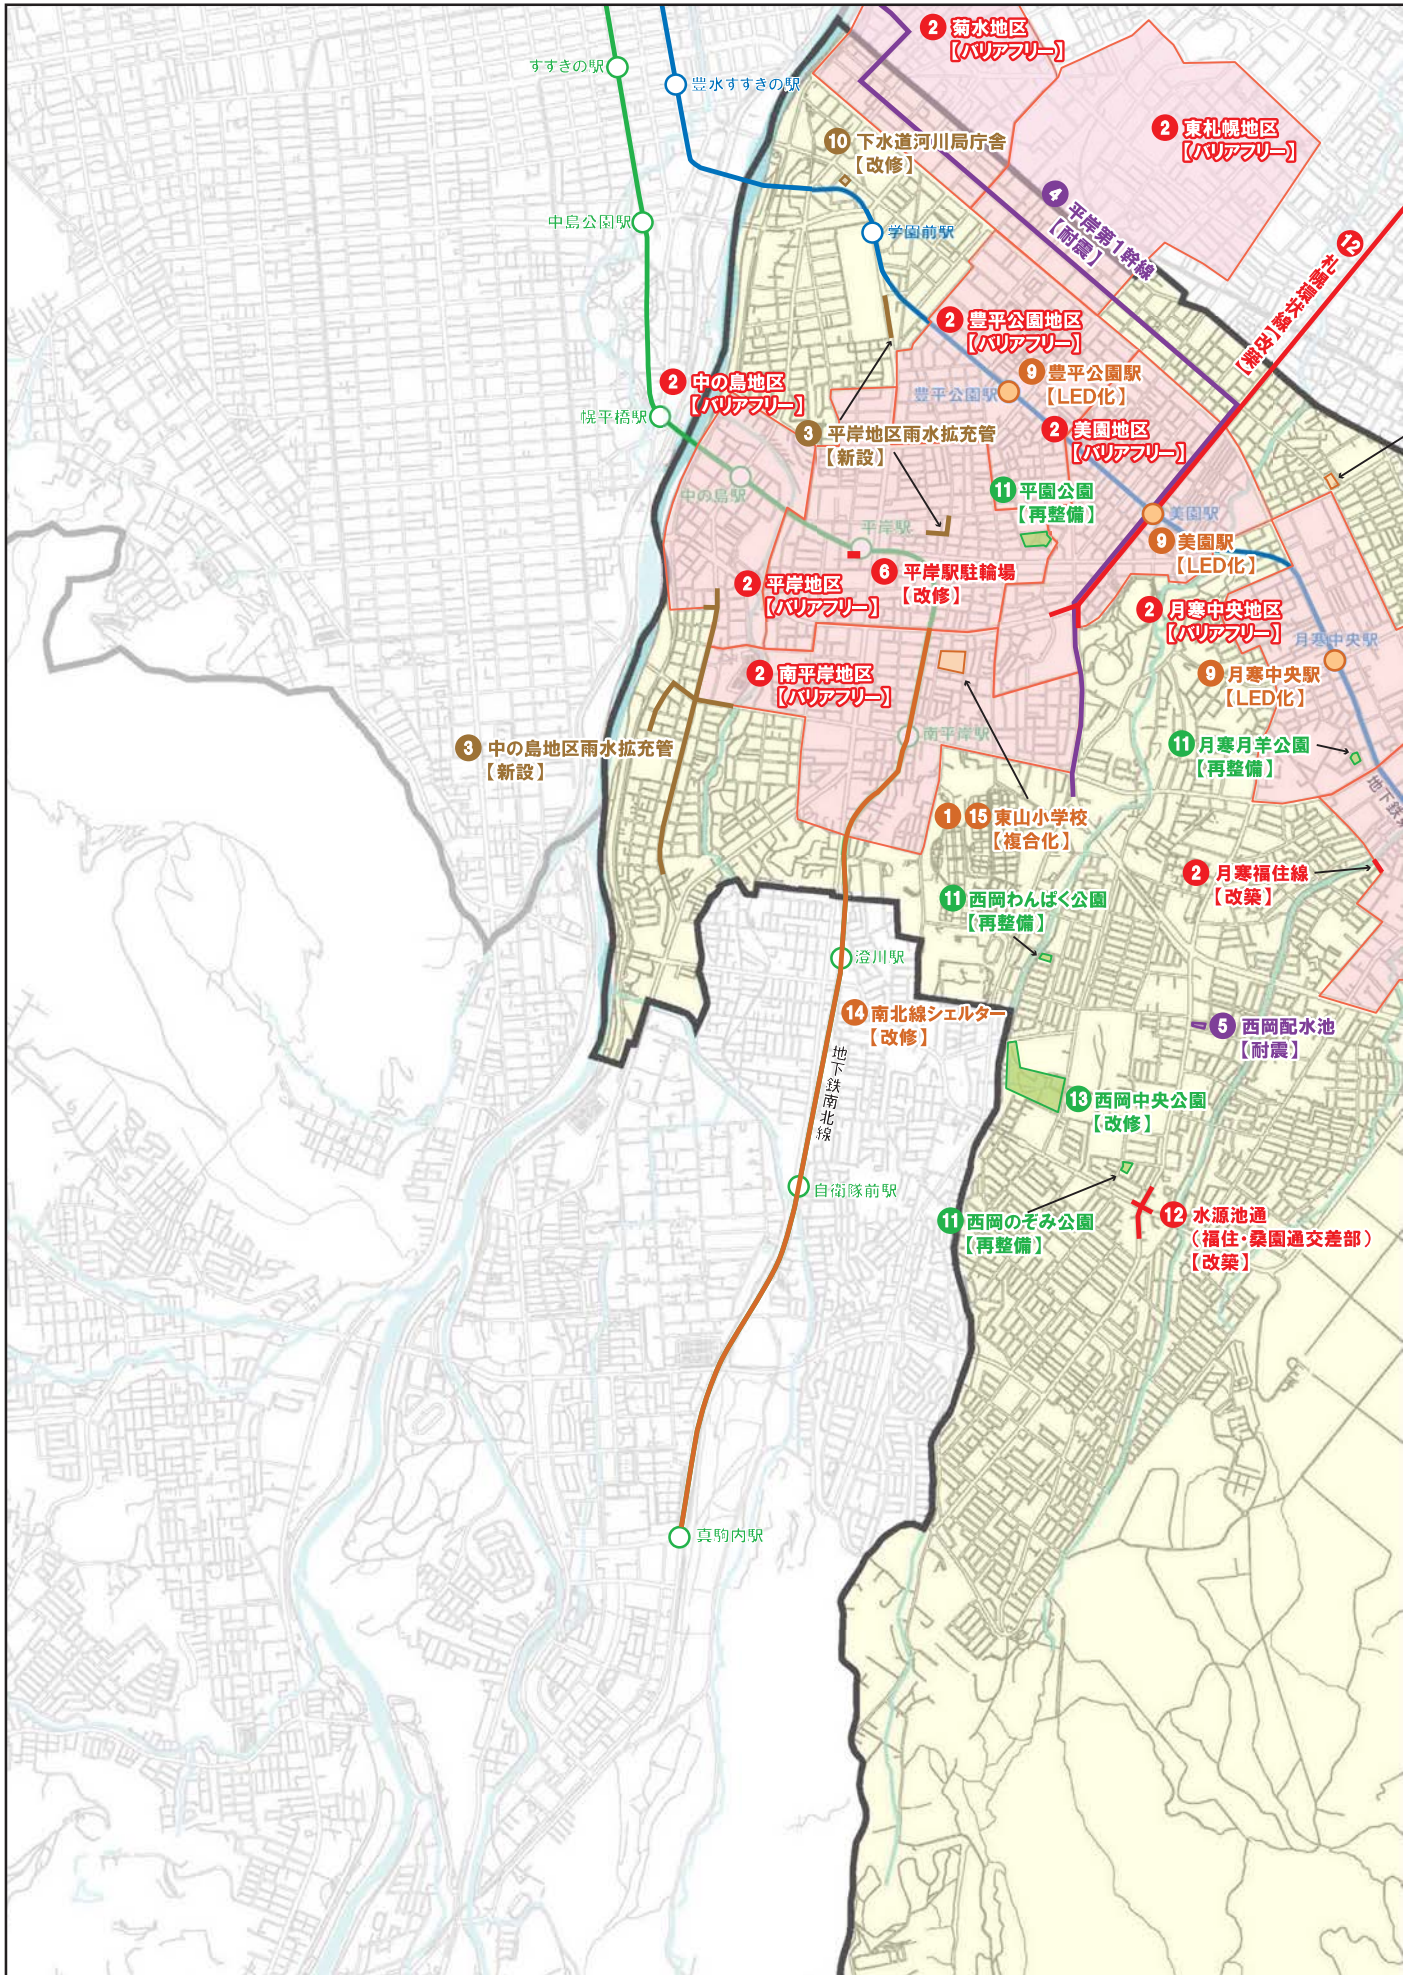 2 菊水地区
【バリアフリー】
すすきの駅
豊水すすきの駅
2 東札幌地区
【バリアフリー】
10 下水道河川局庁舎
【改修】
4 平岸第1幹線
【耐震】
中島公園駅
学園前駅
12 札幌環状線【改築】
2 豊平公園地区
【バリアフリー】
9 豊平公園駅
【LED化】
豊平公園駅
2 中の島地区
【バリアフリー】
幌平橋駅
3 平岸地区雨水拡充管
【新設】
2 美園地区
【バリアフリー】
中の島駅
11 平園公園
【再整備】
美園駅
平岸駅
9 美園駅
【LED化】
6 平岸駅駐輪場
【改修】
2 平岸地区
【バリアフリー】
2 月寒中央地区
【バリアフリー】
月寒中央駅
2 南平岸地区
【バリアフリー】
9 月寒中央駅
【LED化】
南平岸駅
3 中の島地区雨水拡充管
【新設】
11 月寒月羊公園
【再整備】
地下鉄
1 15 東山小学校
【複合化】
2 月寒福住線
【改築】
11 西岡わんぱく公園
【再整備】
澄川駅
14 南北線シェルター
【改修】
5 西岡配水池
【耐震】
地下鉄南北線
13 西岡中央公園
【改修】
自衛隊前駅
11 西岡のぞみ公園
【再整備】
12 水源池通
（福住・桑園通交差部）
【改築】
真駒内駅